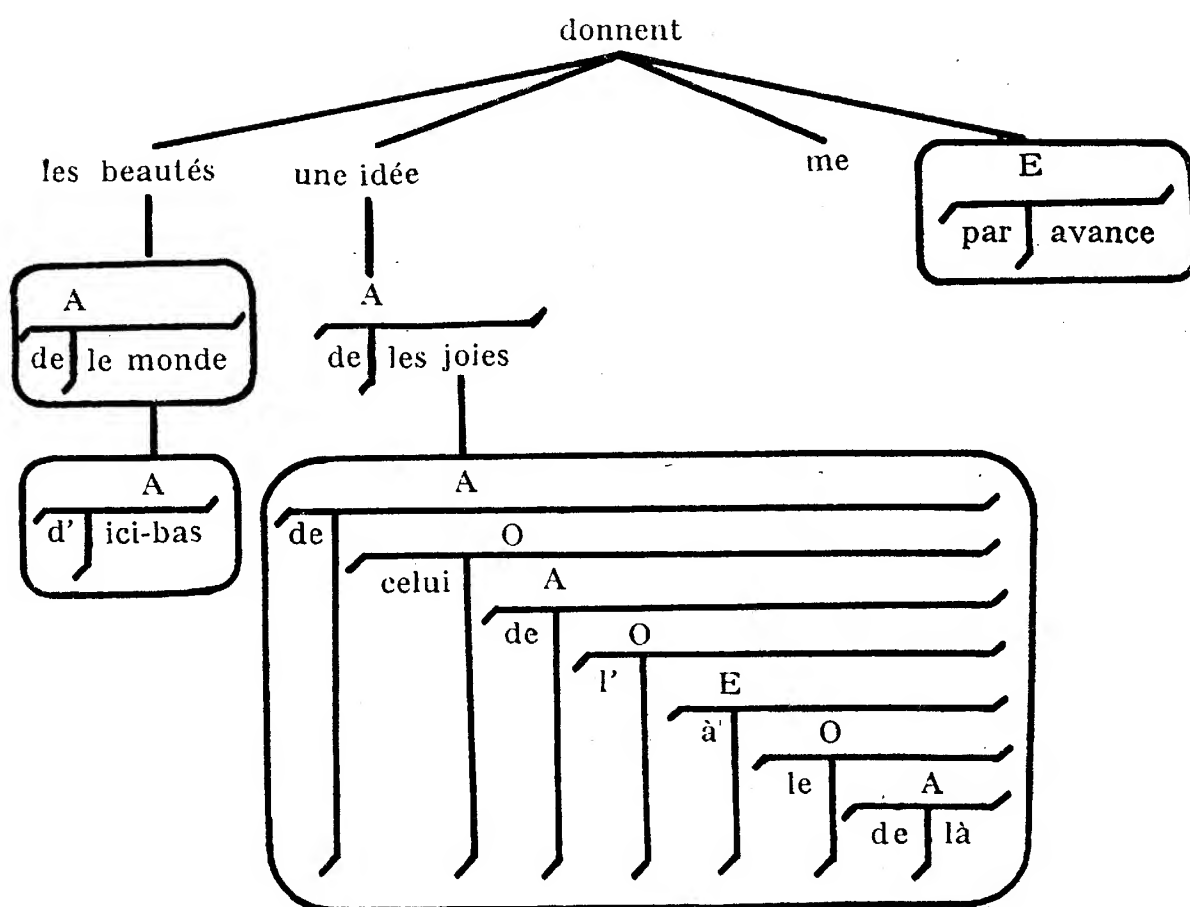 donnent
les beautés une idée me E
par avance
A A
de le monde de les joies
A A
d' ici-bas de
O
celui
A
de
O
l'
E
à
O
le
A
de là